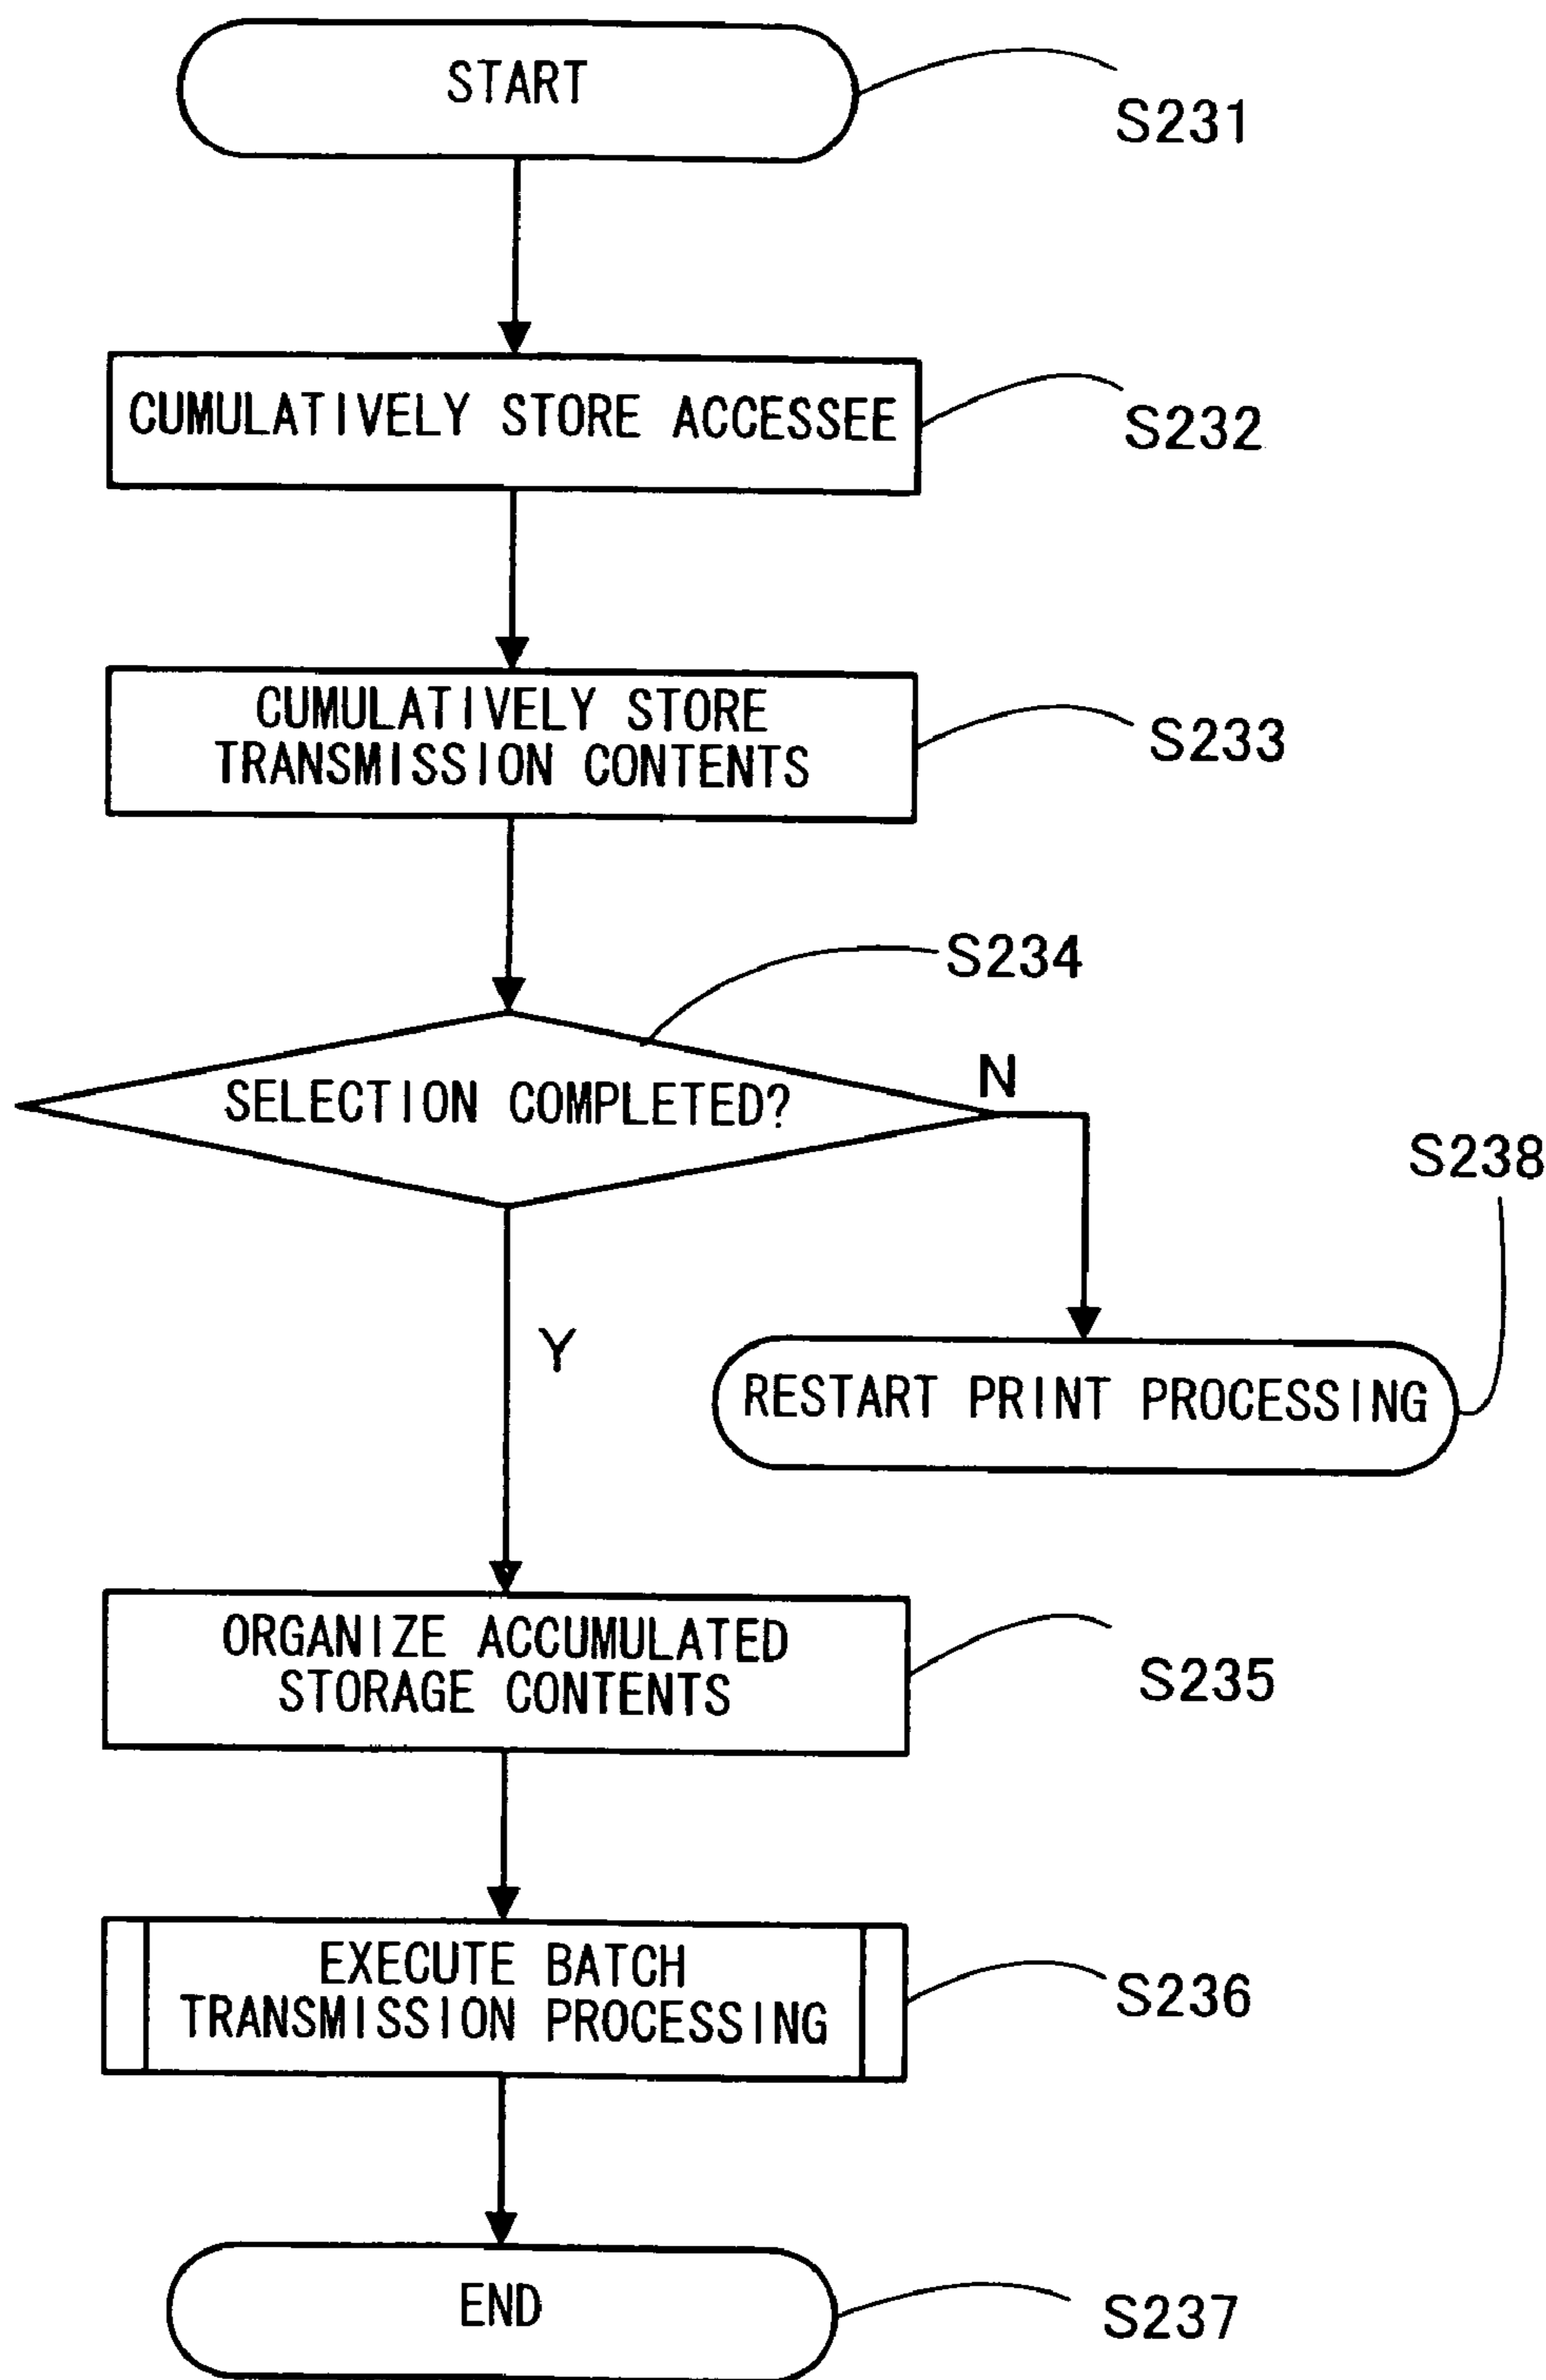 START
S231
CUMULATIVELY STORE ACCESSEE
S232
CUMULATIVELY STORE
TRANSMISSION CONTENTS
S233
S234
SELECTION COMPLETED?
N
S238
Y
RESTART PRINT PROCESSING
ORGANIZE ACCUMULATED
STORAGE CONTENTS
S235
EXECUTE BATCH
TRANSMISSION PROCESSING
S236
END
S237